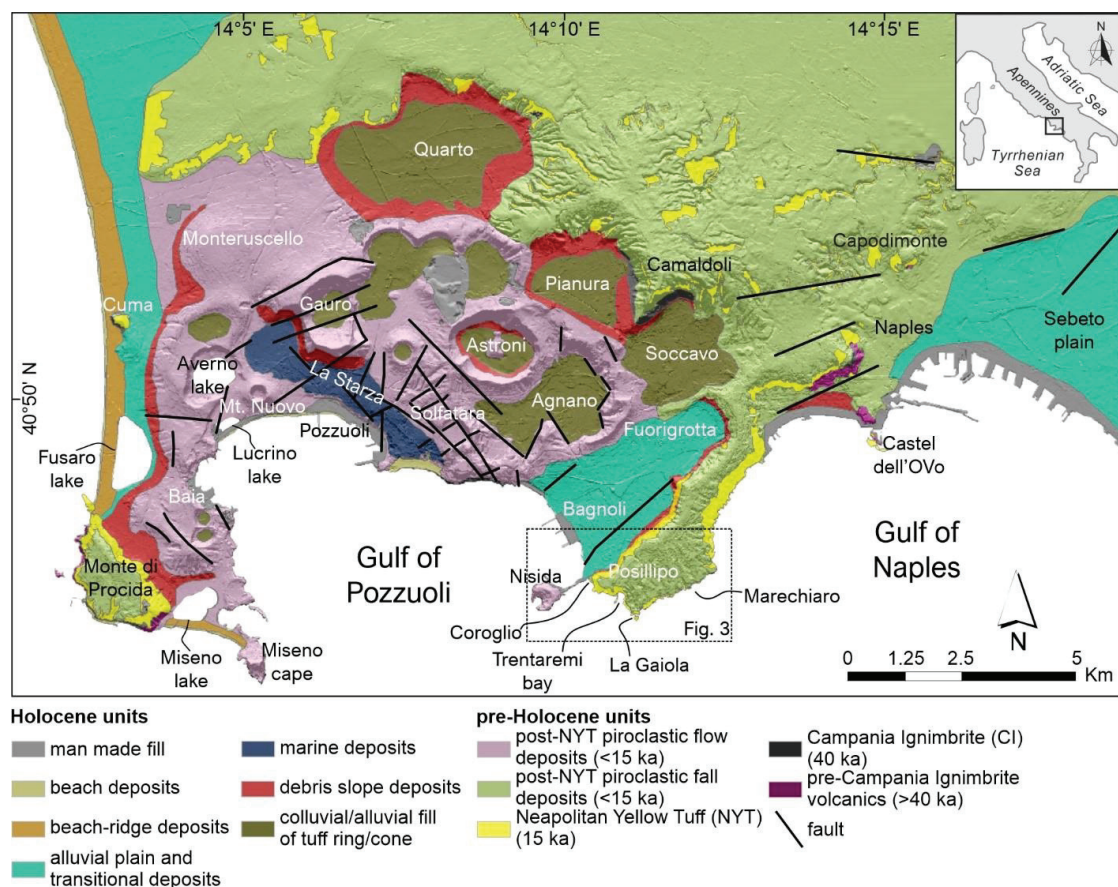 14°5' E
14°10' E
14°15' E
N
Adriatic Sea
Apennines
Tyrrhenian
Sea
Quarto
Monteruscello
Capodimonte
Camaldoli
Pianura
Cuma
Gauro
Naples
Sebeto
plain
Astroni
Soccavo
Averno
lake
La Starza
40°50' N
Mt. Nuovo
Solfatara
Agnano
Pozzuoli
Fuorigrotta
Fusaro
lake
Lucrino
lake
Castel
dell'OVo
Baia
Bagnoli
Gulf of
Pozzuoli
Gulf of
Naples
Monte di
Procida
Nisida
Posillipo
Marechiaro
Coroglio
Fig. 3
Trentaremi
bay
La Gaiola
Miseno
lake
Miseno
cape
N
0 1.25 2.5 5
Km
Holocene units
man made fill
beach deposits
beach-ridge deposits
alluvial plain and
transitional deposits
marine deposits
debris slope deposits
colluvial/alluvial fill
of tuff ring/cone
pre-Holocene units
post-NYT piroclastic flow
deposits (<15 ka)
post-NYT piroclastic fall
deposits (<15 ka)
Neapolitan Yellow Tuff (NYT)
(15 ka)
Campania Ignimbrite (CI)
(40 ka)
pre-Campania Ignimbrite
volcanics (>40 ka)
fault